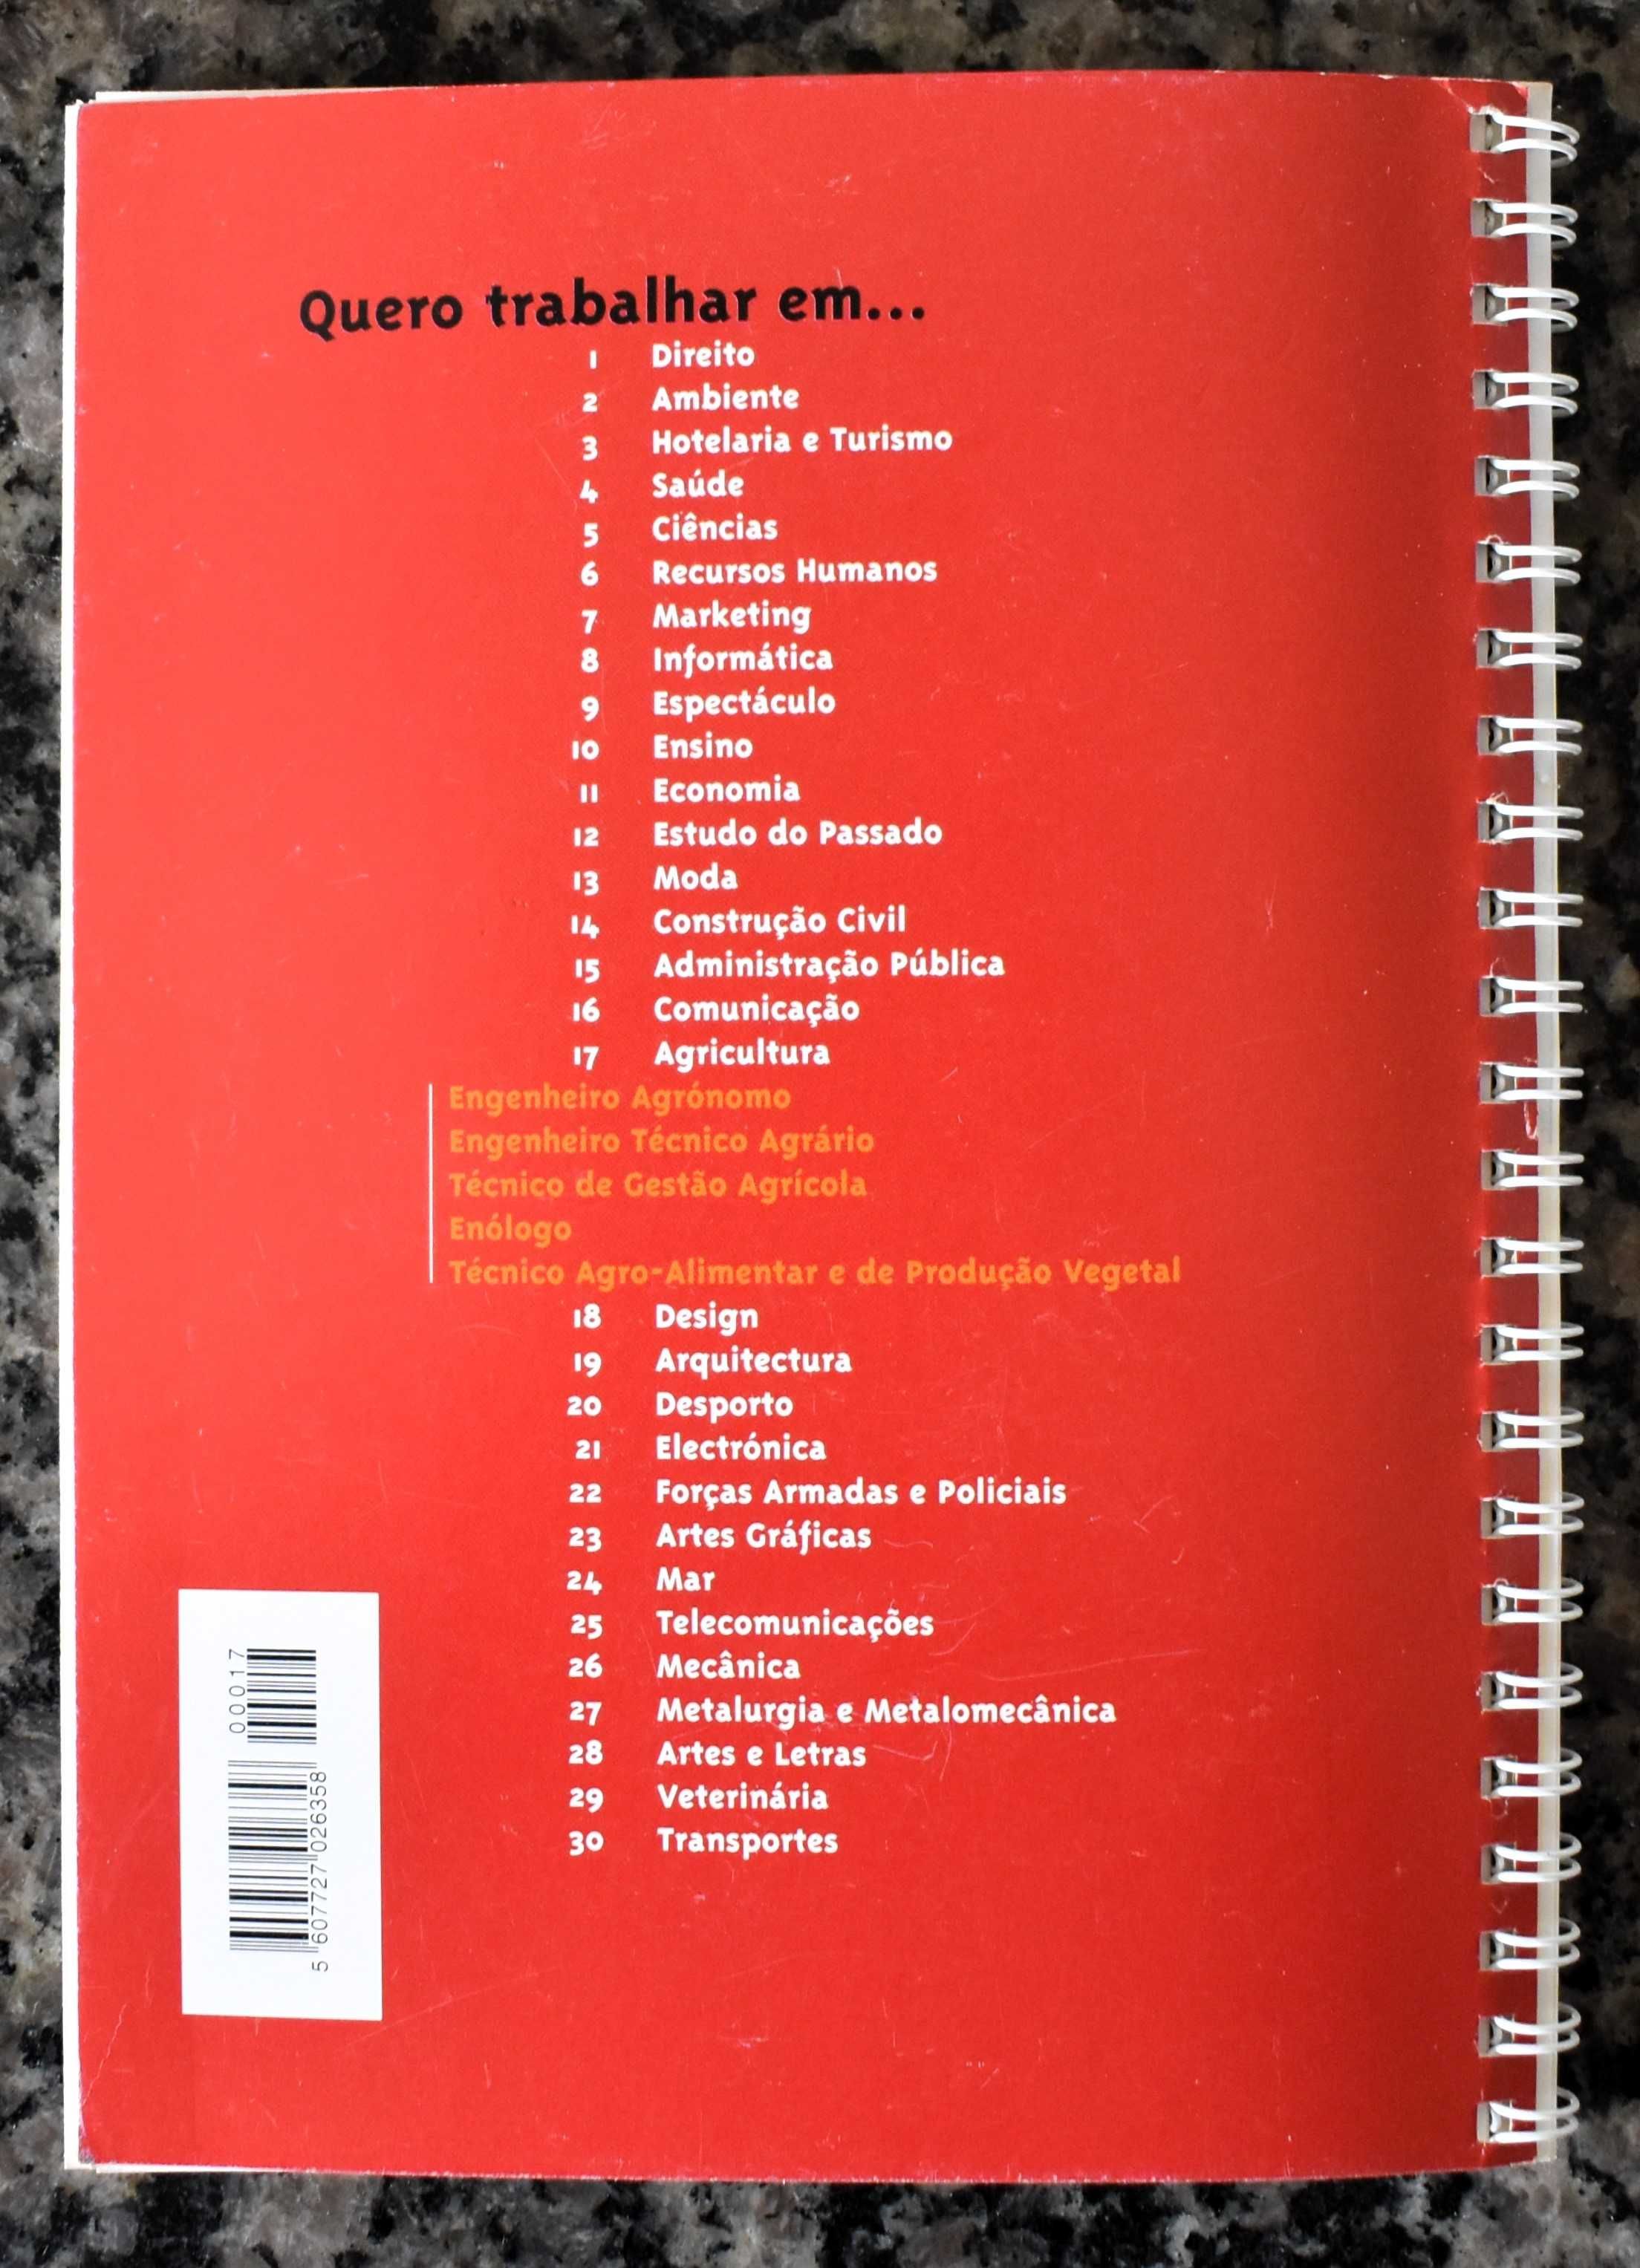 Quero trabalhar em...
1 Direito
2 Ambiente
3 Hotelaria e Turismo
4 Saúde
5 Ciências
6 Recursos Humanos
7 Marketing
8 Informática
9 Espectáculo
10 Ensino
11 Economia
12 Estudo do Passado
13 Moda
14 Construção Civil
15 Administração Pública
16 Comunicação
17 Agricultura
Engenheiro Agrónomo
Engenheiro Técnico Agrário
Técnico de Gestão Agrícola
Enólogo
Técnico Agro-Alimentar e de Produção Vegetal
18 Design
19 Arquitectura
20 Desporto
21 Electrónica
22 Forças Armadas e Policiais
23 Artes Gráficas
24 Mar
25 Telecomunicações
26 Mecânica
27 Metalurgia e Metalomecânica
28 Artes e Letras
29 Veterinária
30 Transportes
00017
5 607727 026358